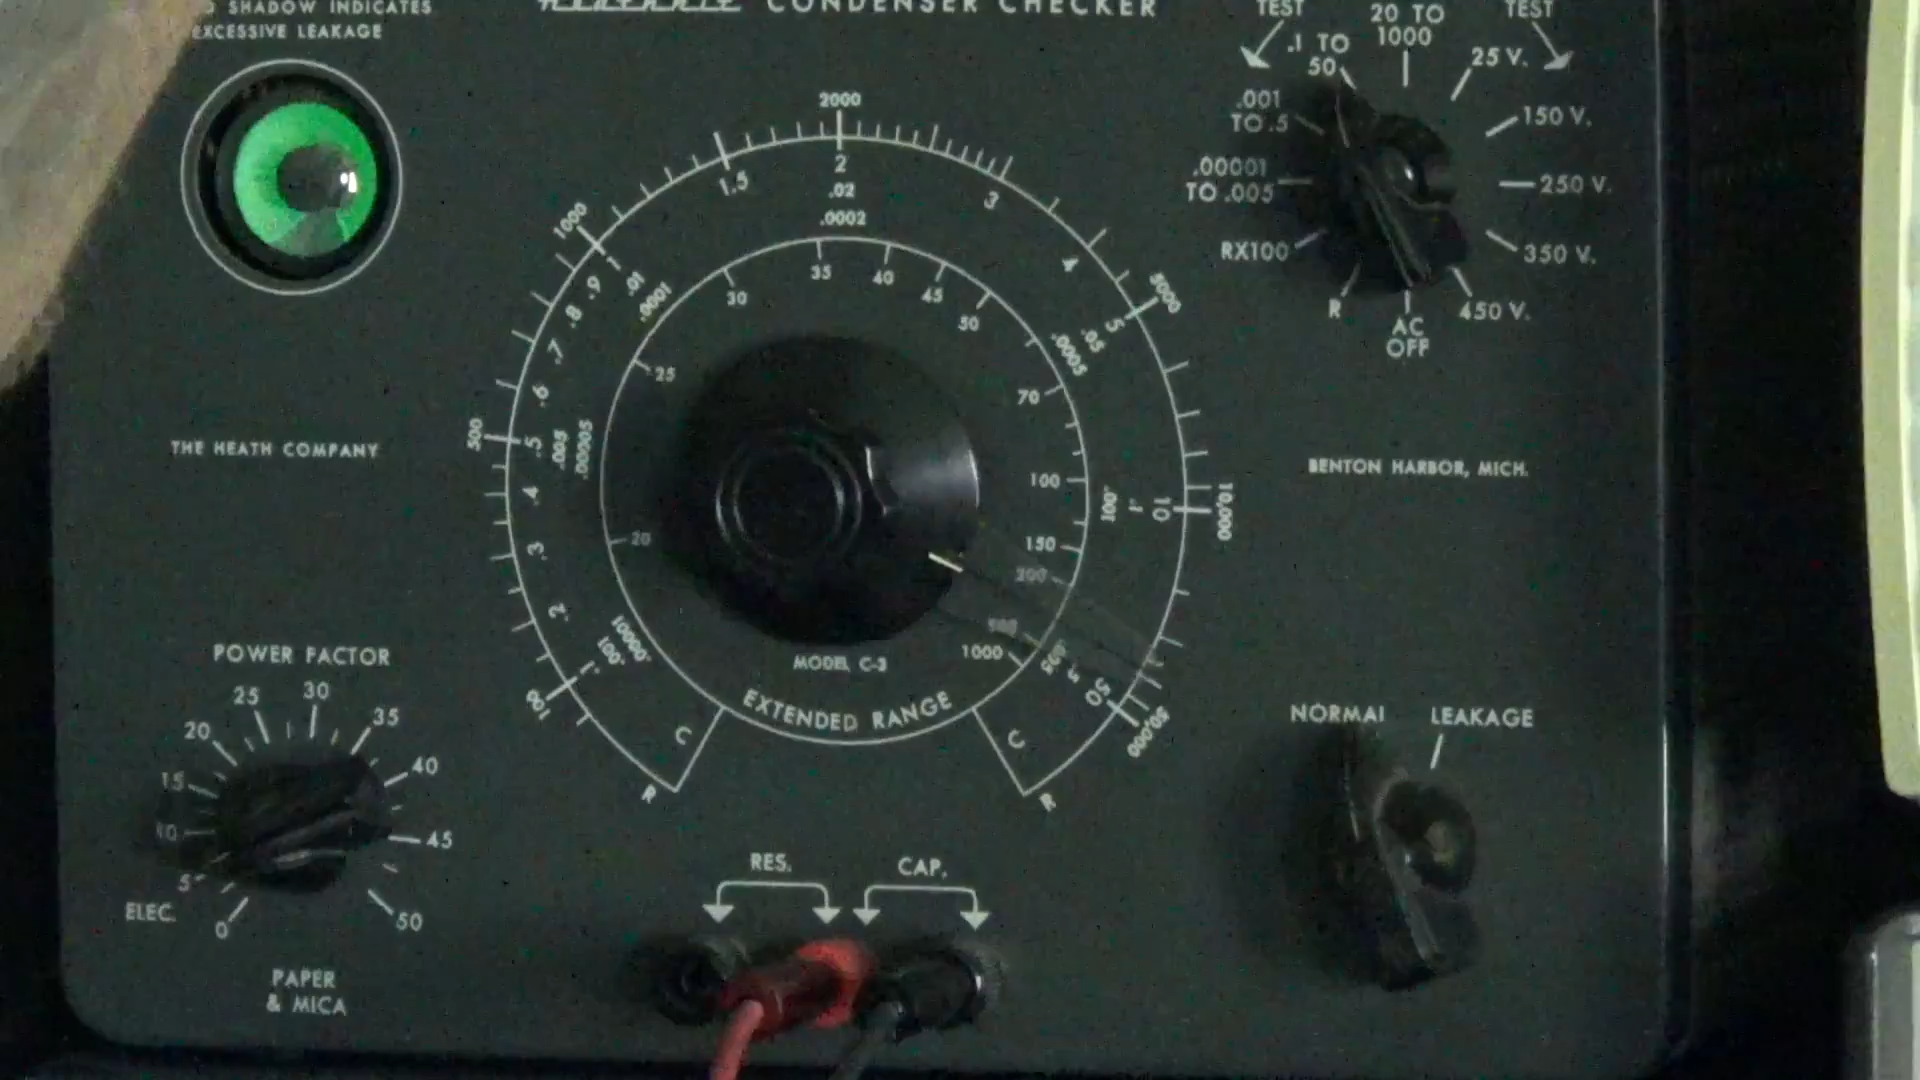 SHADOW INDICATES
EXCESSIVE LEAKAGE
CONDENSER CHECKER
TEST
20 TO
1000
TEST
.1 TO
50
25 V.
.001
TO .5
150 V.
.00001
TO .005
250 V.
RX100
350 V.
R
AC
OFF
450 V.
2000
2
.02
.0002
1.5
3
1000
1
.01
.0001
4
5000
5
.05
.0005
.9
.8
.7
.6
500
.5
.005
.00005
.4
.3
.2
.1
.001
.00001
100
10,000
10
.1
.001
50,000
50
.5
.005
35
40
45
50
30
25
20
70
100
150
200
500
1000
THE HEATH COMPANY
BENTON HARBOR, MICH.
MODEL C-3
EXTENDED RANGE
C
R
C
R
POWER FACTOR
25
30
20
35
15
40
10
45
5
ELEC.
0
50
PAPER
& MICA
NORMAL
LEAKAGE
RES.
CAP.